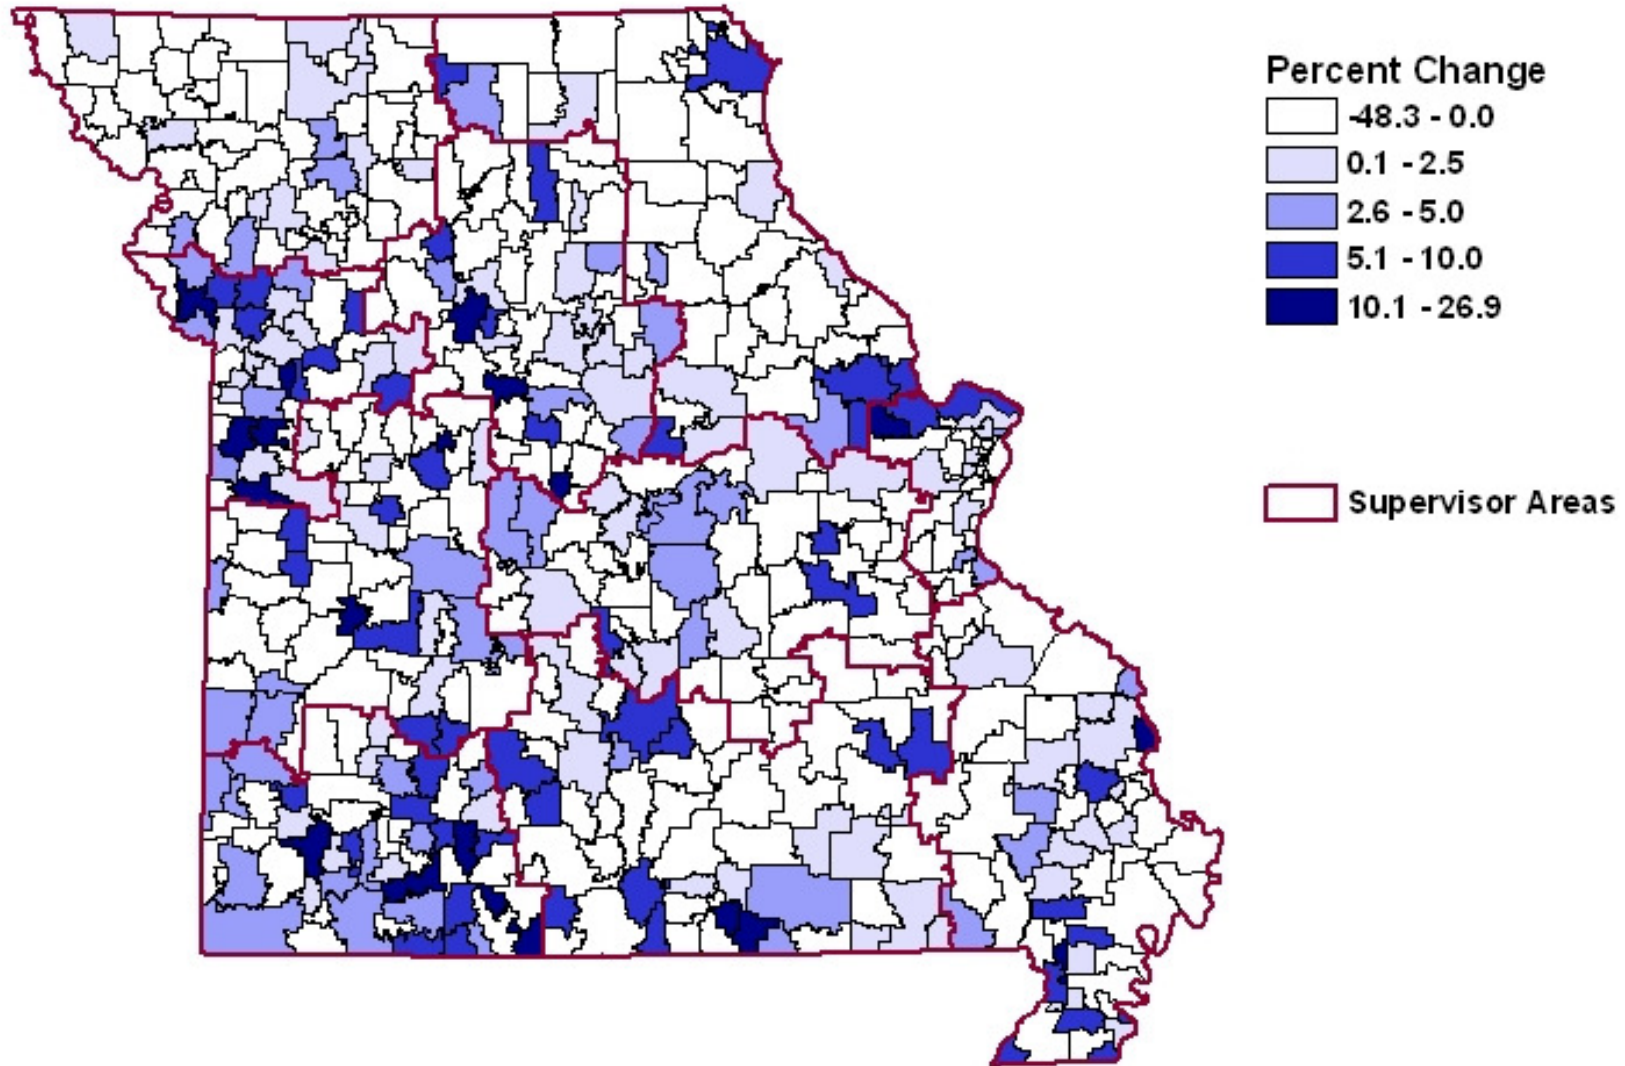 Percent Change
-48.3 - 0.0
0.1 - 2.5
2.6 - 5.0
5.1 - 10.0
10.1 - 26.9
Supervisor Areas